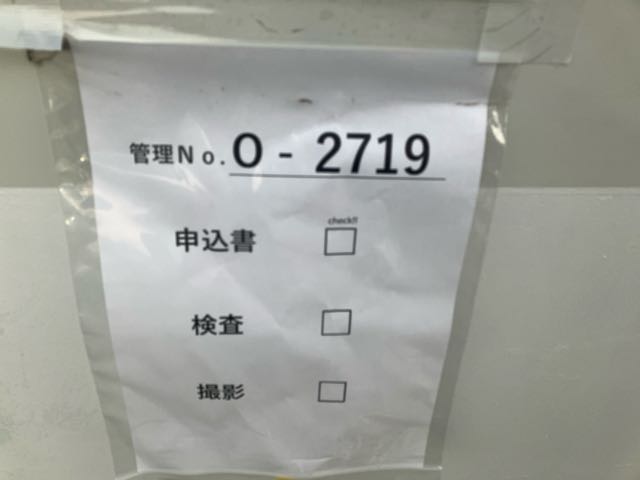 管理No. O - 2719
check!!
申込書 □
検査 □
撮影 □